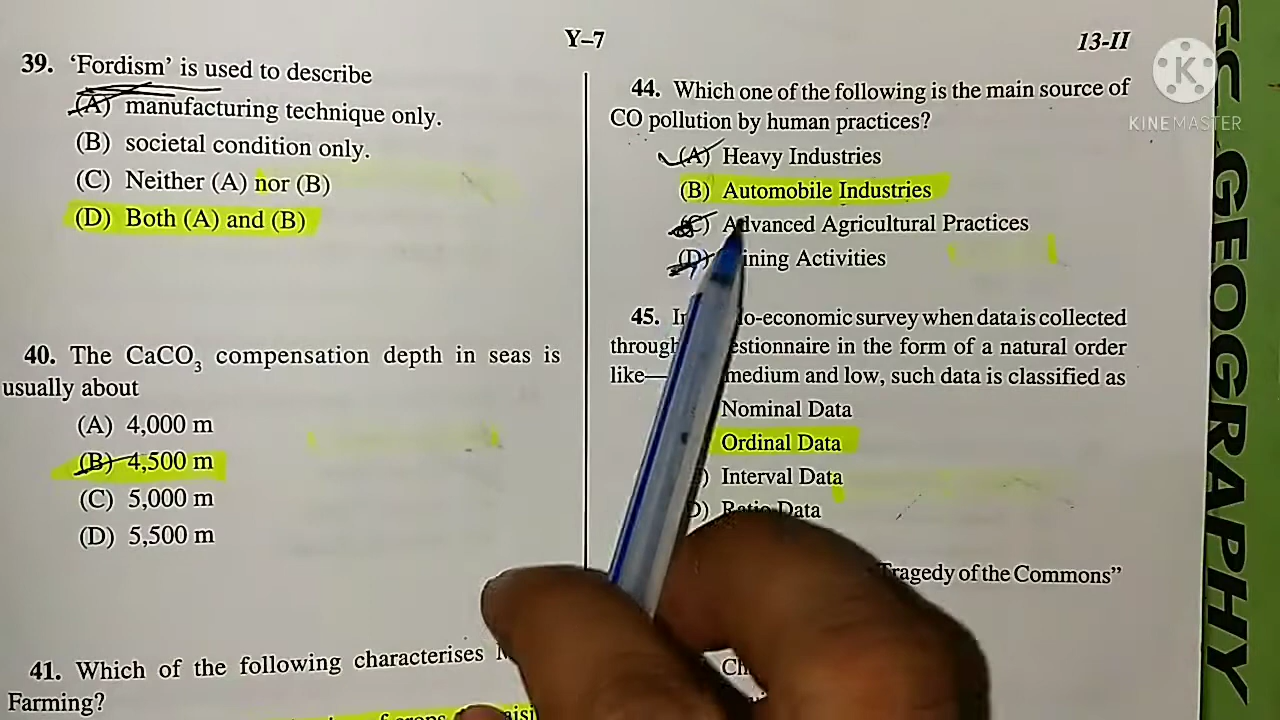 Y–7
13-II
39. ‘Fordism’ is used to describe
(A) manufacturing technique only.
(B) societal condition only.
(C) Neither (A) nor (B)
(D) Both (A) and (B)
40. The CaCO₃ compensation depth in seas is
usually about
(A) 4,000 m
(B) 4,500 m
(C) 5,000 m
(D) 5,500 m
41. Which of the following characterises
Farming?
of crops
44. Which one of the following is the main source of
CO pollution by human practices?
(A) Heavy Industries
(B) Automobile Industries
(C) Advanced Agricultural Practices
(D) Activities
45. survey when data is collected
through in the form of a natural order
like— medium and low, such data is classified as
Nominal Data
Ordinal Data
Interval Data
(D) Ratio Data
Tragedy of the Commons”
GEOGRAPHY
K
KINEMASTER